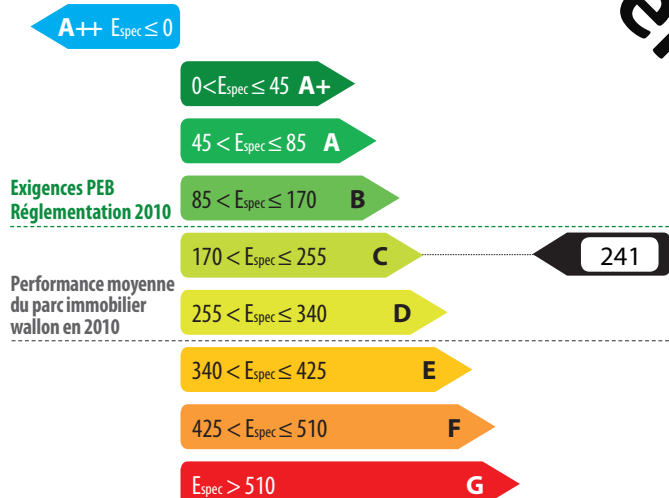 A++ Espec ≤ 0
er
0<Espec ≤ 45 A+
45 < Espec ≤ 85 A
Exigences PEB
Réglementation 2010
85 < Espec ≤ 170 B
170 < Espec ≤ 255 C
241
Performance moyenne
du parc immobilier
wallon en 2010
255 < Espec ≤ 340 D
340 < Espec ≤ 425 E
425 < Espec ≤ 510 F
Espec > 510 G